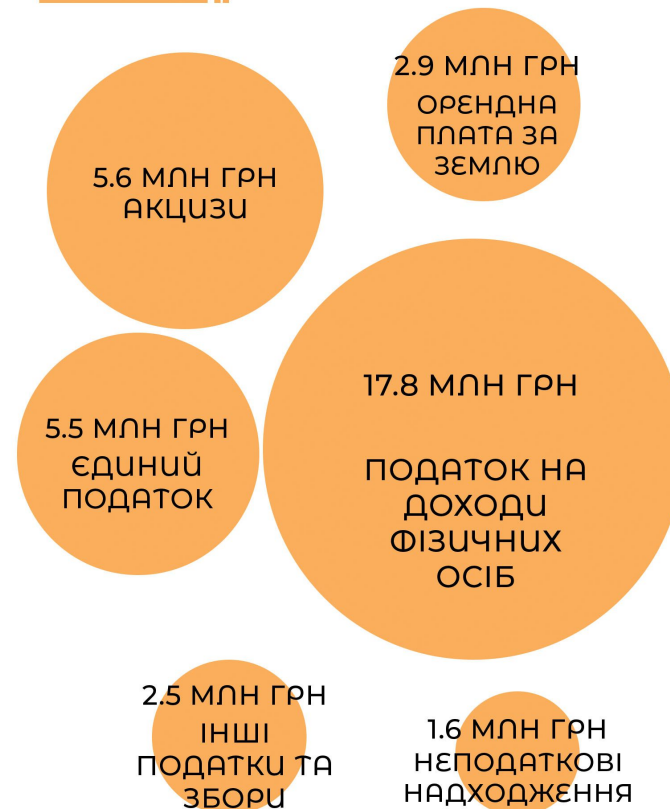 2.9 МЛН ГРН
ОРЕНДНА
ПЛАТА ЗА
ЗЕМЛЮ
5.6 МЛН ГРН
АКЦИЗИ
17.8 МЛН ГРН
ПОДАТОК НА
ДОХОДИ
ФІЗИЧНИХ
ОСІБ
5.5 МЛН ГРН
ЄДИНИЙ
ПОДАТОК
2.5 МЛН ГРН
ІНШІ
ПОДАТКИ ТА
ЗБОРИ
1.6 МЛН ГРН
НЕПОДАТКОВІ
НАДХОДЖЕННЯ